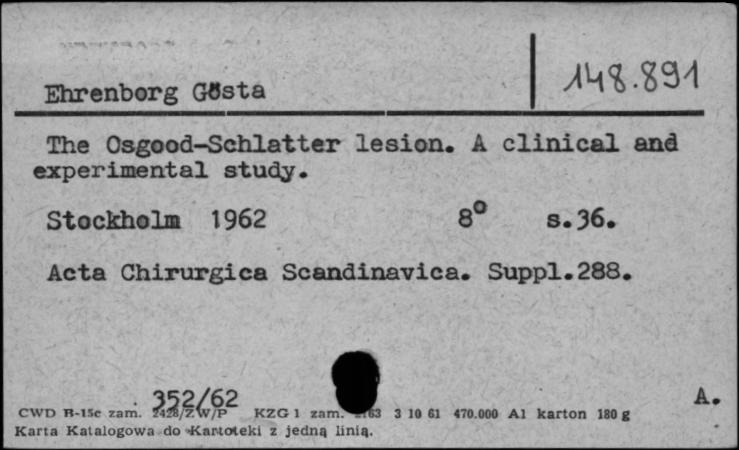 Ehrenborg Gösta
148.891
The Osgood-Schlatter lesion. A clinical and
experimental study.
Stockholm 1962 8° s.36.
Acta Chirurgica Scandinavica. Suppl.288.
352/62 A.
CWD B-15c zam. 2428/ZW/P KZG 1 zam. 3 10 61 470.000 A1 karton 180 g
Karta Katalogowa do Kartoteki z jedną linią.